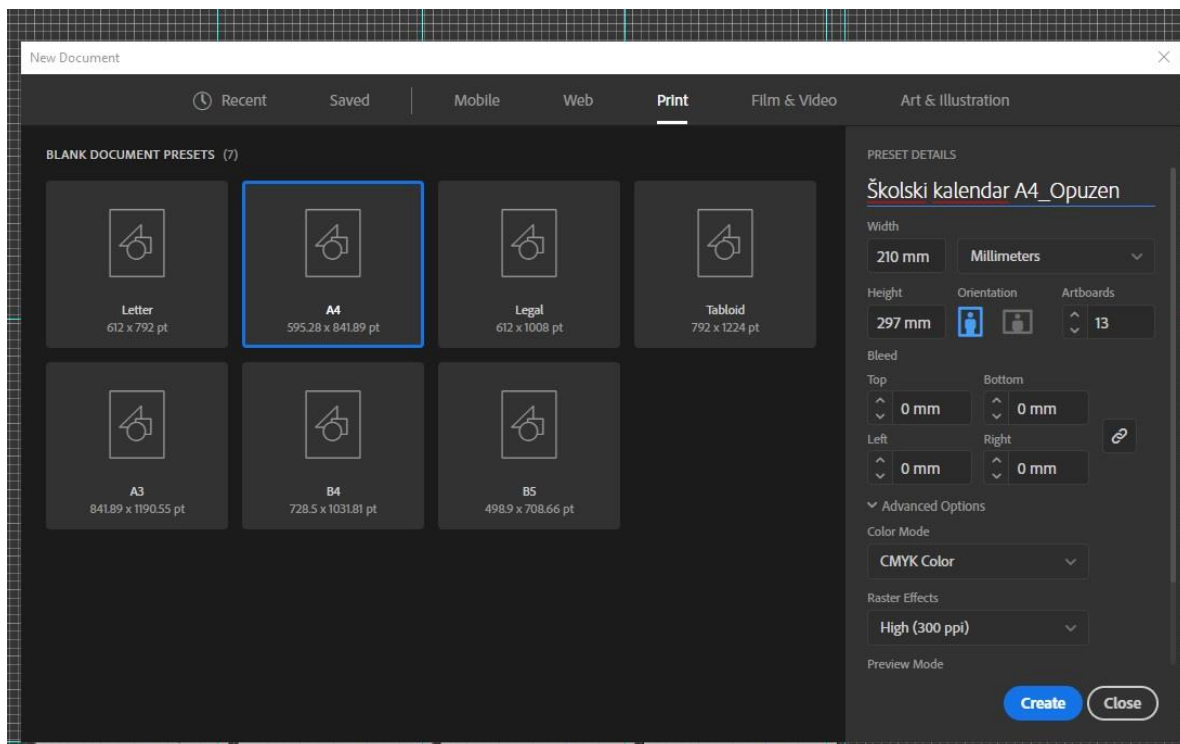 New Document
Recent Saved Mobile Web Print Film & Video Art & Illustration
BLANK DOCUMENT PRESETS (7)
Letter
612 x 792 pt
A4
595.28 x 841.89 pt
Legal
612 x 1008 pt
Tabloid
792 x 1224 pt
A3
841.89 x 1190.55 pt
B4
728.5 x 1031.81 pt
B5
498.9 x 708.66 pt
PRESET DETAILS
Školski kalendar A4_Opuzen
Width
210 mm Millimeters
Height Orientation Artboards
297 mm 13
Bleed
Top Bottom
0 mm 0 mm
Left Right
0 mm 0 mm
Advanced Options
Color Mode
CMYK Color
Raster Effects
High (300 ppi)
Preview Mode
Create Close